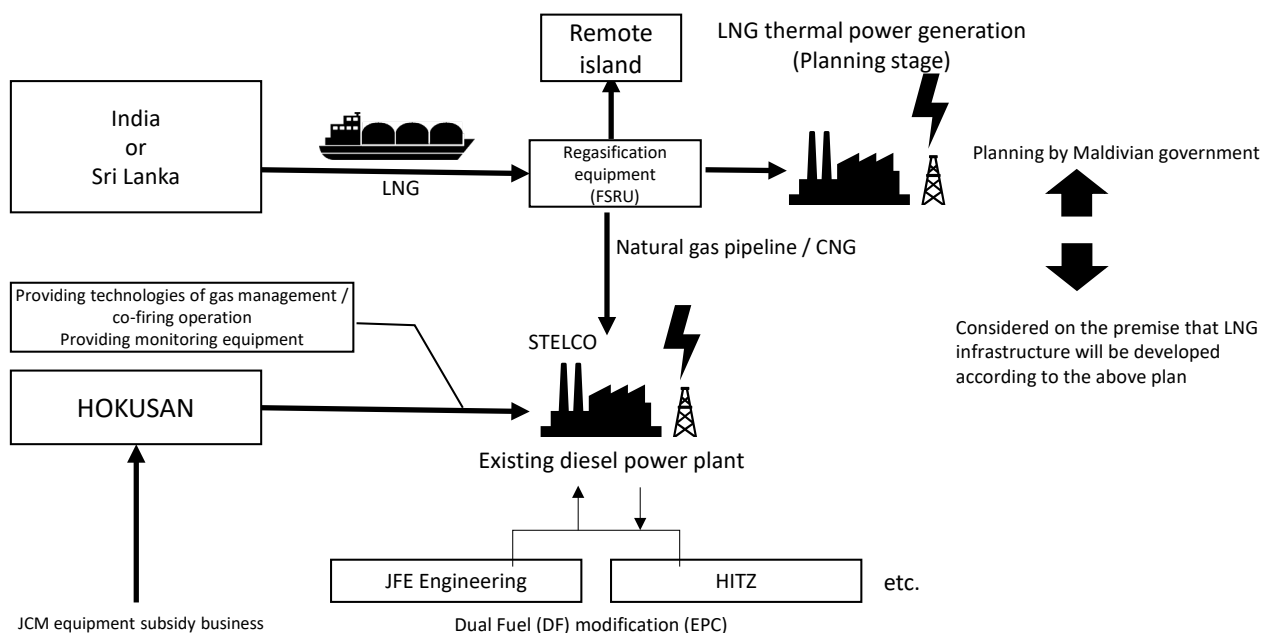 Remote
island
LNG thermal power generation
(Planning stage)
India
or
Sri Lanka
LNG
Regasification
equipment
(FSRU)
Planning by Maldivian government
Natural gas pipeline / CNG
Providing technologies of gas management /
co-firing operation
Providing monitoring equipment
STELCO
Considered on the premise that LNG
infrastructure will be developed
according to the above plan
HOKUSAN
Existing diesel power plant
JFE Engineering
HITZ
etc.
JCM equipment subsidy business
Dual Fuel (DF) modification (EPC)